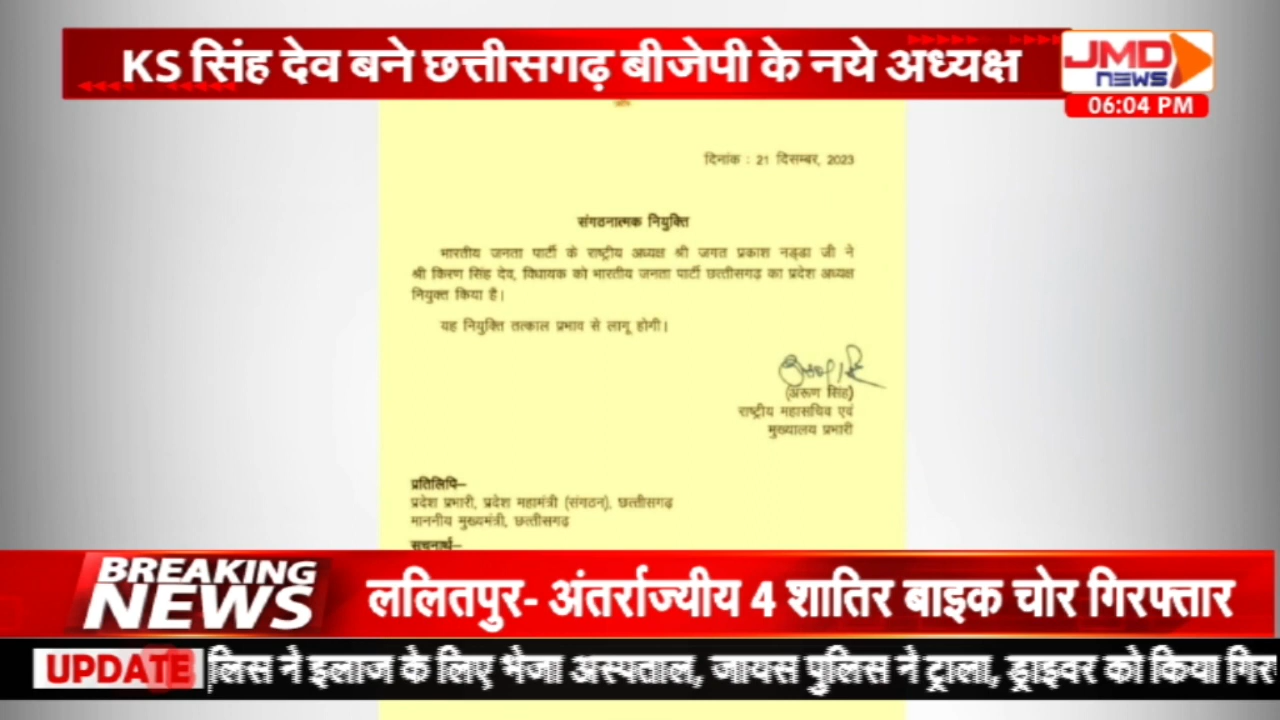 KS सिंह देव बने छत्तीसगढ़ बीजेपी के नये अध्यक्ष
JMD
NEWS
06:04 PM
दिनांक : 21 दिसम्बर, 2023
संगठनात्मक नियुक्ति
भारतीय जनता पार्टी के राष्ट्रीय अध्यक्ष श्री जगत प्रकाश नड्डा जी ने
श्री किरण सिंह देव, विधायक को भारतीय जनता पार्टी छत्तीसगढ़ का प्रदेश अध्यक्ष
नियुक्त किया है।
यह नियुक्ति तत्काल प्रभाव से लागू होगी।
(अरूण सिंह)
राष्ट्रीय महासचिव एवं
मुख्यालय प्रभारी
प्रतिलिपि–
प्रदेश प्रभारी, प्रदेश महामंत्री (संगठन), छत्तीसगढ़
माननीय मुख्यमंत्री, छत्तीसगढ़
सूचनार्थ–
BREAKING
NEWS
ललितपुर- अंतर्राज्यीय 4 शातिर बाइक चोर गिरफ्तार
UPDATE
लिस ने इलाज के लिए भेजा अस्पताल, जायस पुलिस ने ट्राला, ड्राइवर को किया गिर